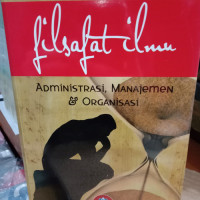 filsafat ilmu
ADMINISTRASI, MANAJEMEN
& ORGANISASI